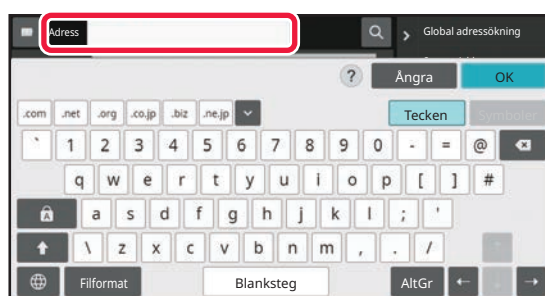 Adress
Global adressökning
? Ångra OK
.com .net .org .co.jp .biz .ne.jp Tecken Symboler
` 1 2 3 4 5 6 7 8 9 0 - = @
q w e r t y u i o p [ ] #
A a s d f g h j k l ; '
\ z x c v b n m , . /
Filformat Blanksteg AltGr